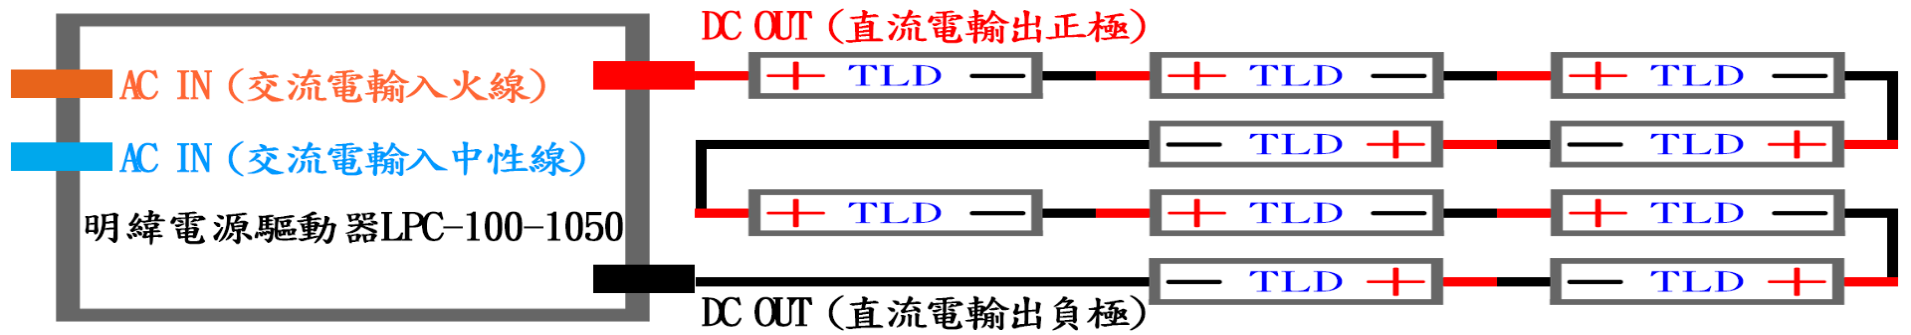 DC OUT (直流電輸出正極)
AC IN (交流電輸入火線)
+ TLD − + TLD − + TLD −
AC IN (交流電輸入中性線)
− TLD + − TLD +
明緯電源驅動器LPC-100-1050
+ TLD − + TLD − + TLD −
− TLD + − TLD +
DC OUT (直流電輸出負極)